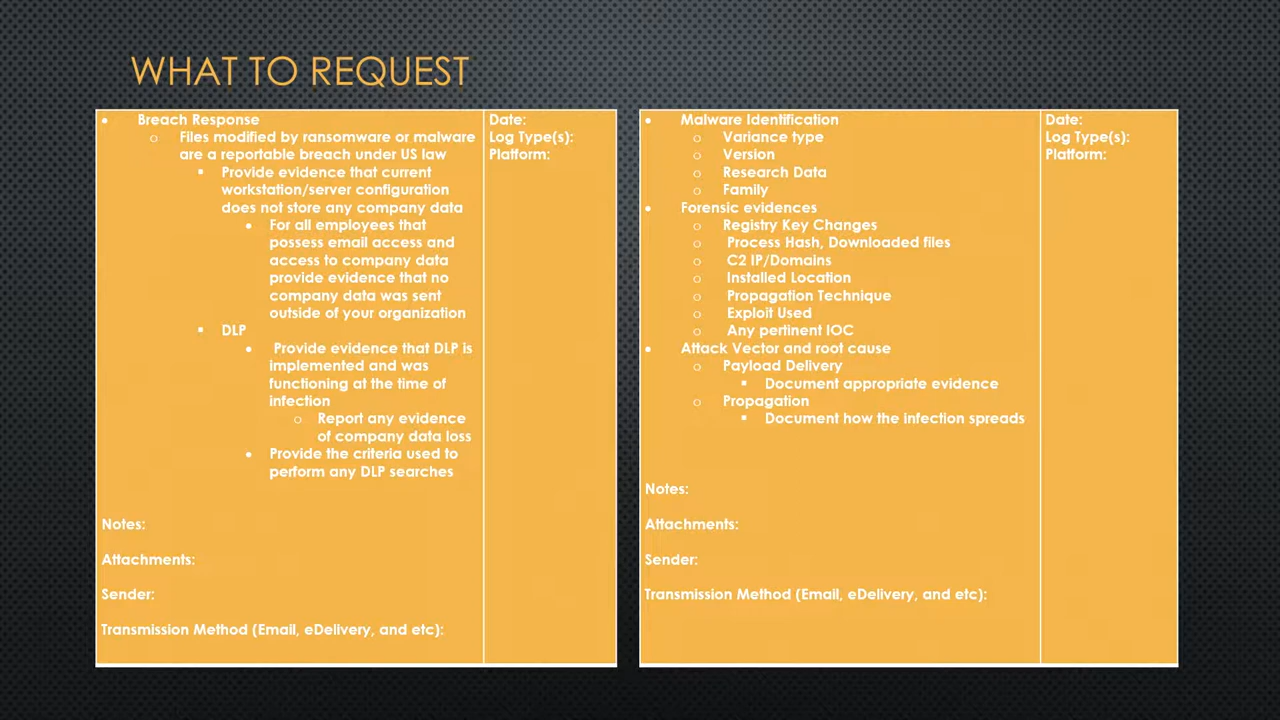 WHAT TO REQUEST
• Breach Response
o Files modified by ransomware or malware
are a reportable breach under US law
▪ Provide evidence that current
workstation/server configuration
does not store any company data
• For all employees that
possess email access and
access to company data
provide evidence that no
company data was sent
outside of your organization
▪ DLP
• Provide evidence that DLP is
implemented and was
functioning at the time of
infection
o Report any evidence
of company data loss
• Provide the criteria used to
perform any DLP searches
Notes:
Attachments:
Sender:
Transmission Method (Email, eDelivery, and etc):
Date:
Log Type(s):
Platform:
• Malware Identification
o Variance type
o Version
o Research Data
o Family
• Forensic evidences
o Registry Key Changes
o Process Hash, Downloaded files
o C2 IP/Domains
o Installed Location
o Propagation Technique
o Exploit Used
o Any pertinent IOC
• Attack Vector and root cause
o Payload Delivery
▪ Document appropriate evidence
o Propagation
▪ Document how the infection spreads
Notes:
Attachments:
Sender:
Transmission Method (Email, eDelivery, and etc):
Date:
Log Type(s):
Platform: